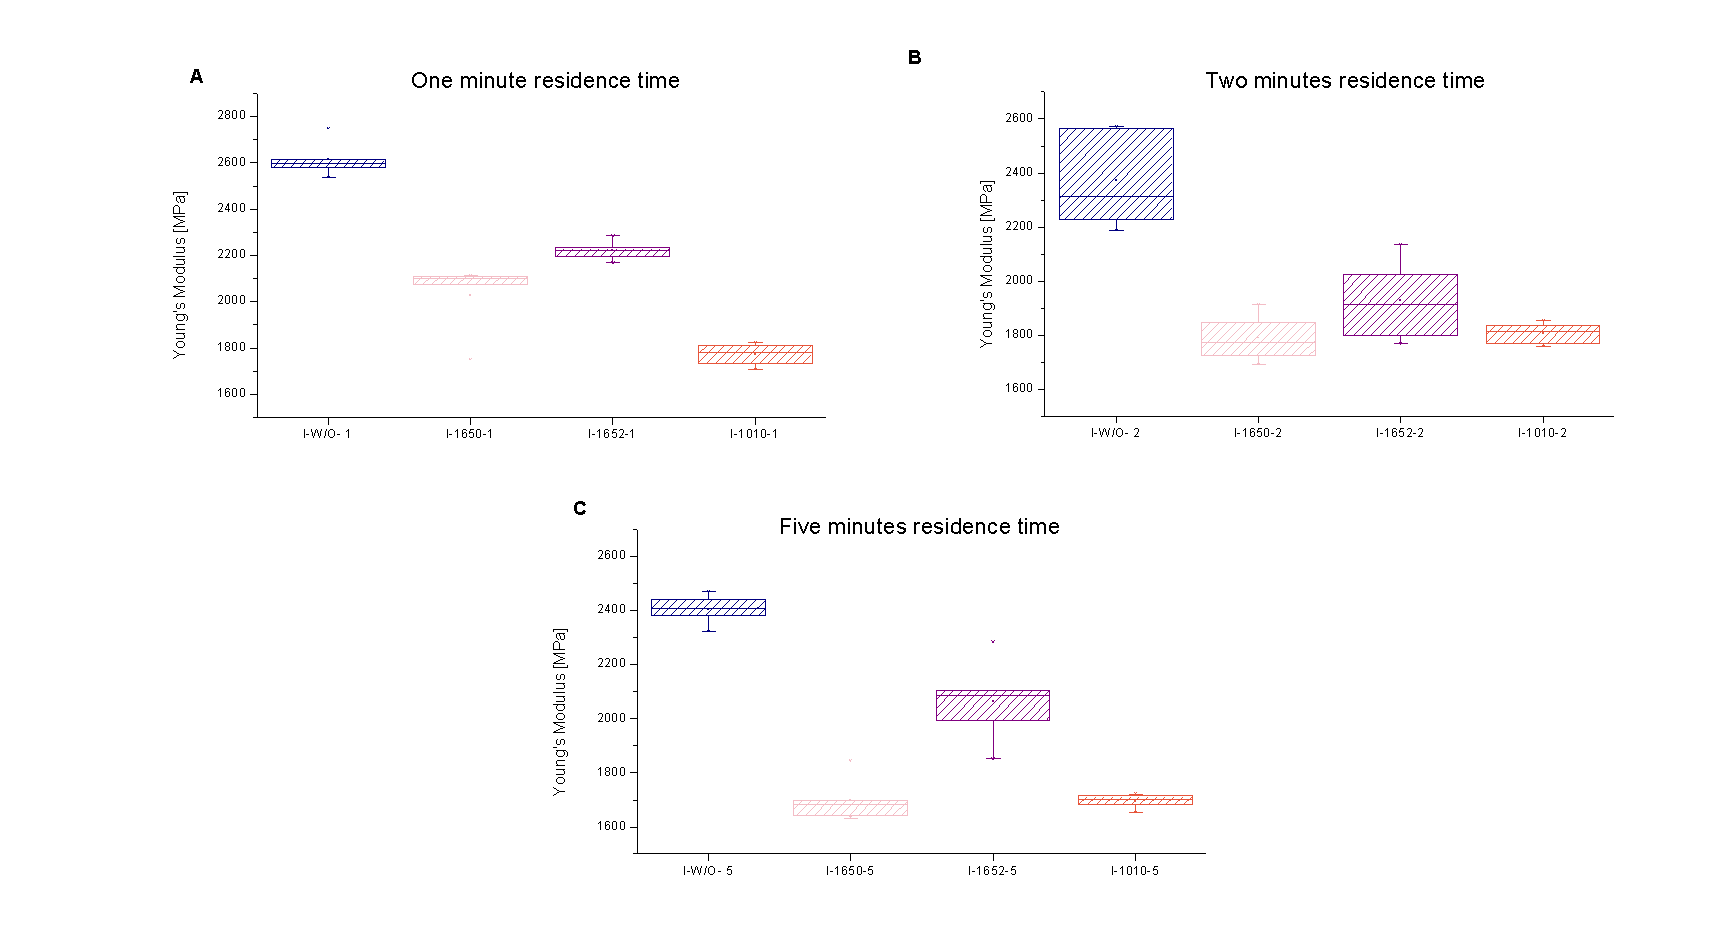 A
One minute residence time
Young's Modulus [MPa]
2800
2600
2400
2200
2000
1800
1600
I-W/O- 1
I-1650-1
I-1652-1
I-1010-1
B
Two minutes residence time
Young's Modulus [MPa]
2600
2400
2200
2000
1800
1600
I-W/O- 2
I-1650-2
I-1652-2
I-1010-2
C
Five minutes residence time
Young's Modulus [MPa]
2600
2400
2200
2000
1800
1600
I-W/O- 5
I-1650-5
I-1652-5
I-1010-5